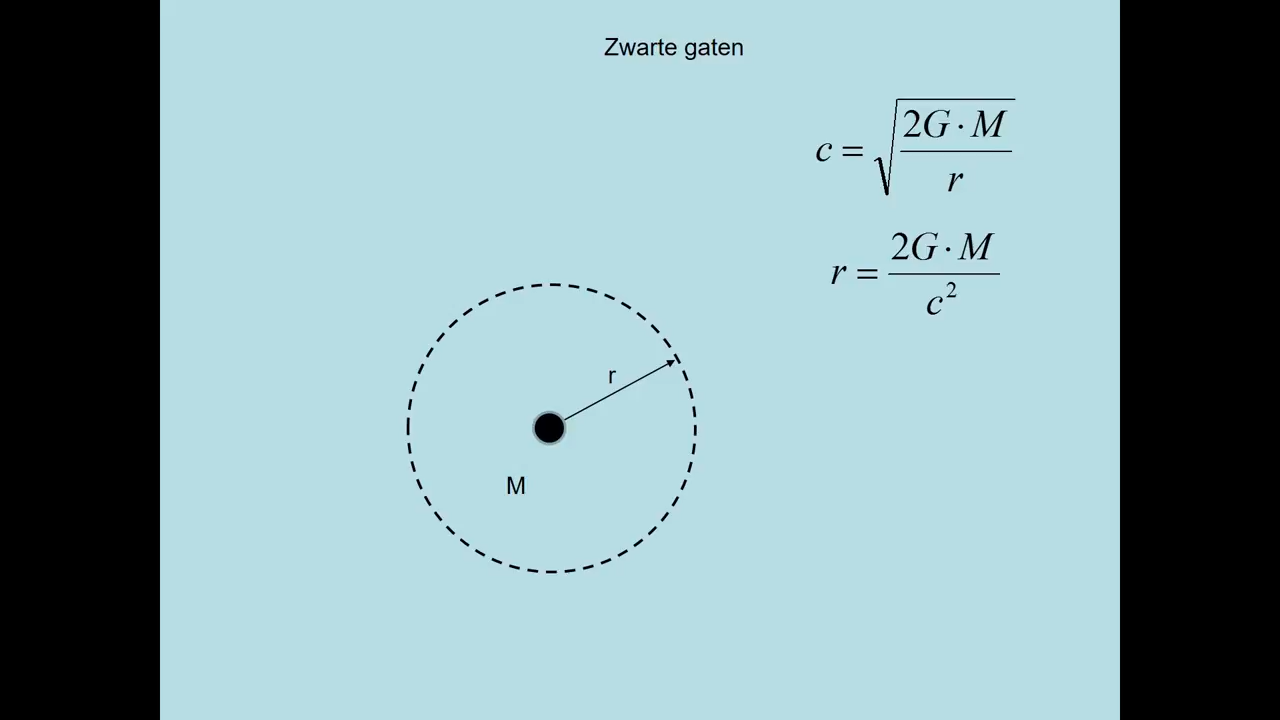 Zwarte gaten
c = √(2G · M / r)
r = 2G · M / c²
r
M